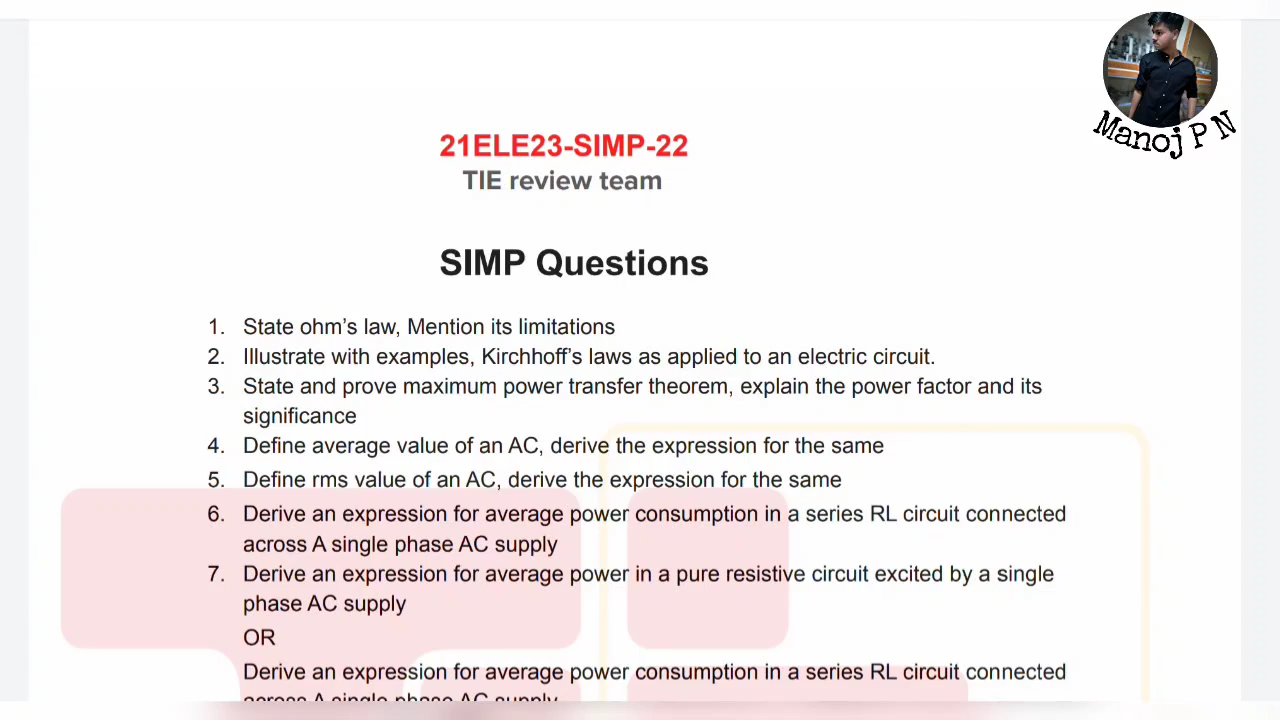 Manoj P N
21ELE23-SIMP-22
TIE review team
SIMP Questions
1. State ohm's law, Mention its limitations
2. Illustrate with examples, Kirchhoff's laws as applied to an electric circuit.
3. State and prove maximum power transfer theorem, explain the power factor and its
significance
4. Define average value of an AC, derive the expression for the same
5. Define rms value of an AC, derive the expression for the same
6. Derive an expression for average power consumption in a series RL circuit connected
across A single phase AC supply
7. Derive an expression for average power in a pure resistive circuit excited by a single
phase AC supply
OR
Derive an expression for average power consumption in a series RL circuit connected
across A single phase AC supply